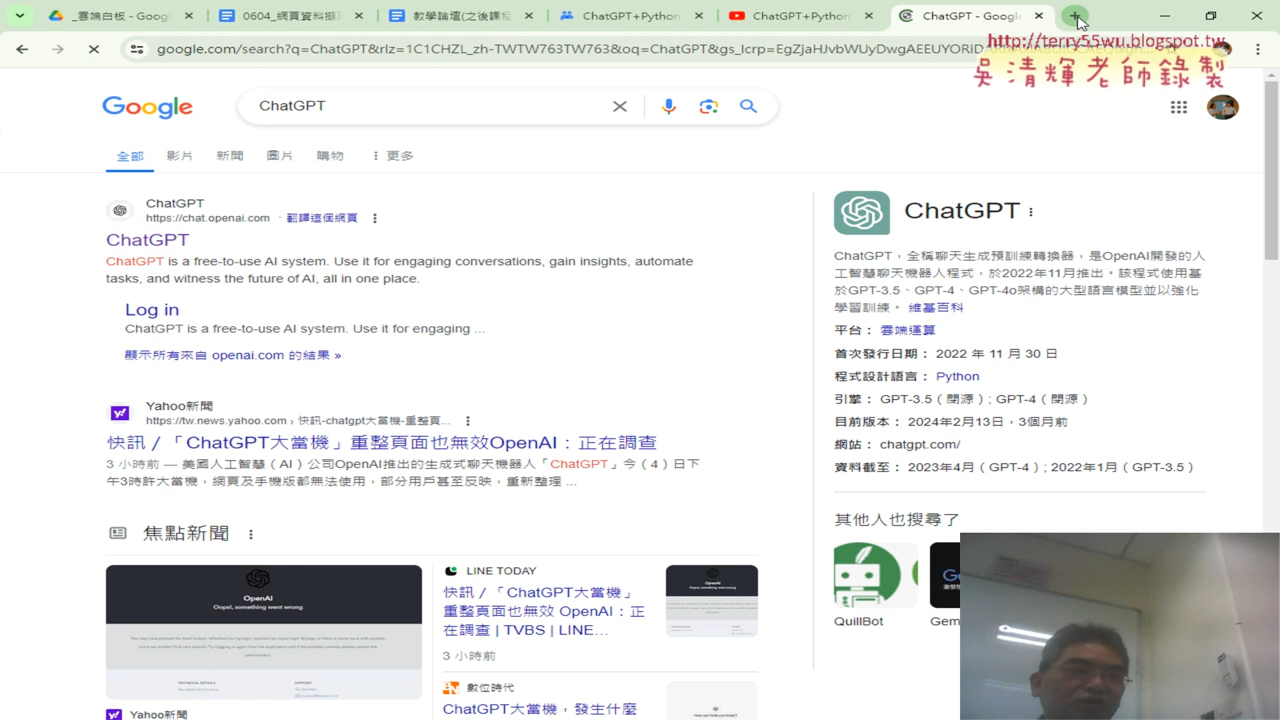 _雲端白板 - Googl
0604_網頁資料擷
教學論壇(之後課程
ChatGPT+Python
ChatGPT+Python
ChatGPT - Google
google.com/search?q=ChatGPT&rlz=1C1CHZL_zh-TWTW763TW763&oq=ChatGPT&gs_lcrp=EgZjaHJvbWUyDwgAEEUYORiD
http://terry55wu.blogspot.tw
吳清輝老師錄製
Google
ChatGPT
全部
影片
新聞
圖片
購物
更多
ChatGPT
https://chat.openai.com · 翻譯這個網頁
ChatGPT
ChatGPT is a free-to-use AI system. Use it for engaging conversations, gain insights, automate
tasks, and witness the future of AI, all in one place.
Log in
ChatGPT is a free-to-use AI system. Use it for engaging ...
顯示所有來自 openai.com 的結果 »
Yahoo新聞
https://tw.news.yahoo.com › 快訊-chatgpt大當機-重整頁...
快訊 / 「ChatGPT大當機」重整頁面也無效OpenAI：正在調查
3 小時前 — 美國人工智慧（AI）公司OpenAI推出的生成式聊天機器人「ChatGPT」今（4）日下
午3時許大當機，網頁及手機版都無法使用，部分用戶甚至反映，重新整理 ...
焦點新聞
OpenAI
Oops!, something went wrong
TECHNICAL DETAILS
SUPPORT
Yahoo新聞
LINE TODAY
快訊 / 「ChatGPT大當機」
重整頁面也無效 OpenAI：正
在調查 | TVBS | LINE...
3 小時前
數位時代
ChatGPT大當機，發生什麼
ChatGPT
ChatGPT，全稱聊天生成預訓練轉換器，是OpenAI開發的人
工智慧聊天機器人程式，於2022年11月推出。該程式使用基
於GPT-3.5、GPT-4、GPT-4o架構的大型語言模型並以強化
學習訓練。 維基百科
平台： 雲端運算
首次發行日期： 2022 年 11 月 30 日
程式設計語言： Python
引擎： GPT-3.5（閉源）; GPT-4（閉源）
目前版本： 2024年2月13日，3個月前
網站： chatgpt.com/
資料截至： 2023年4月（GPT-4）; 2022年1月（GPT-3.5）
其他人也搜尋了
QuillBot
Gem